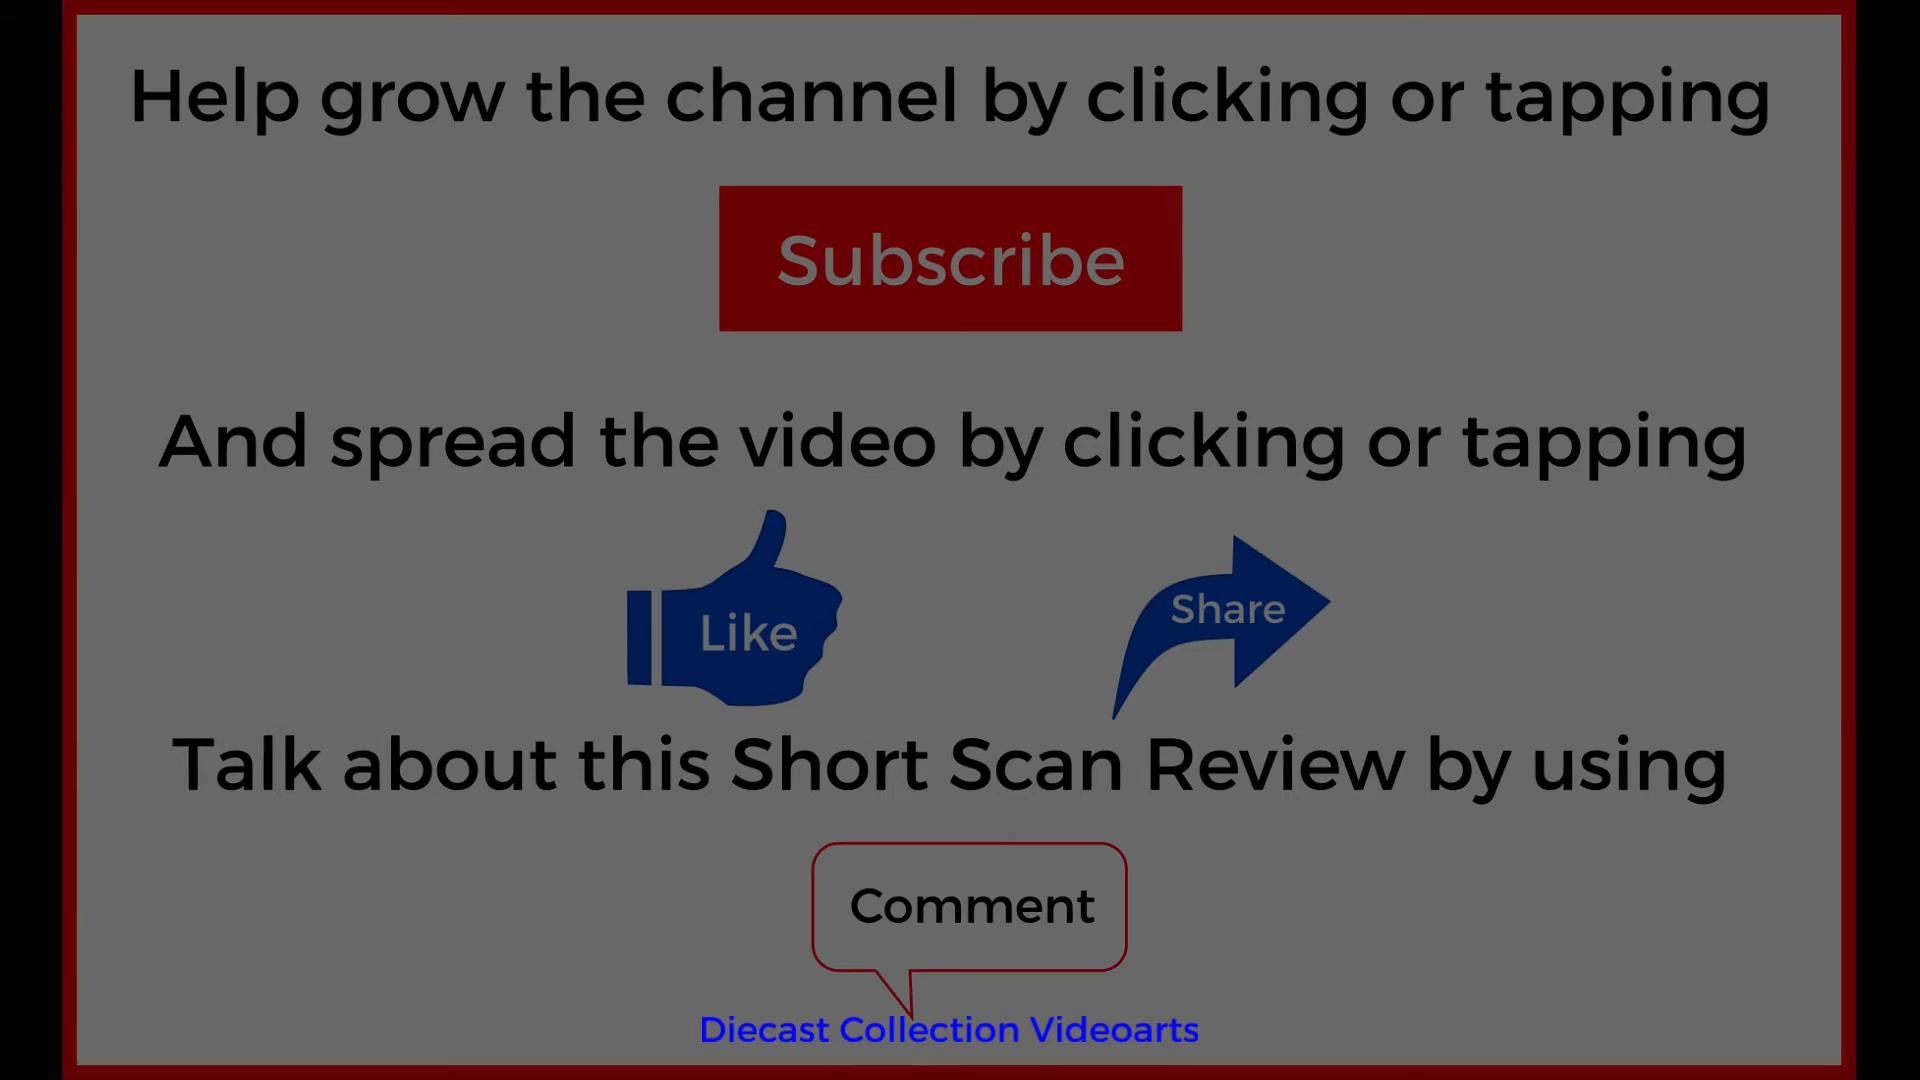 Help grow the channel by clicking or tapping
Subscribe
And spread the video by clicking or tapping
Like
Share
Talk about this Short Scan Review by using
Comment
Diecast Collection Videoarts